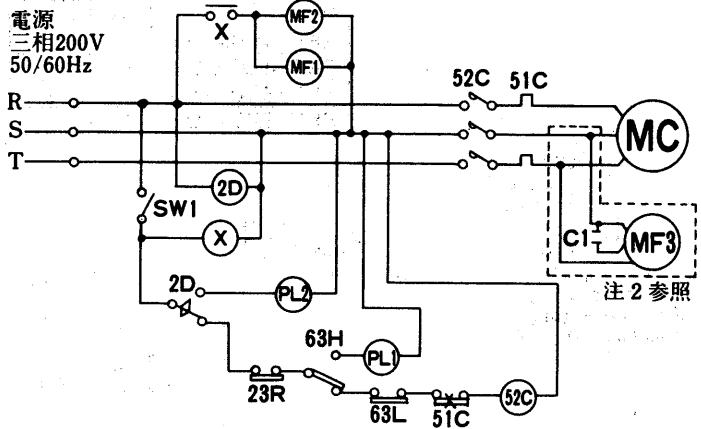 電源
三相200V
50/60Hz
X
MF2
MF1
52C
51C
R
S
T
MC
SW1
2D
X
C1
MF3
注2参照
2D
PL2
63H
PL1
23R
63L
51C
52C